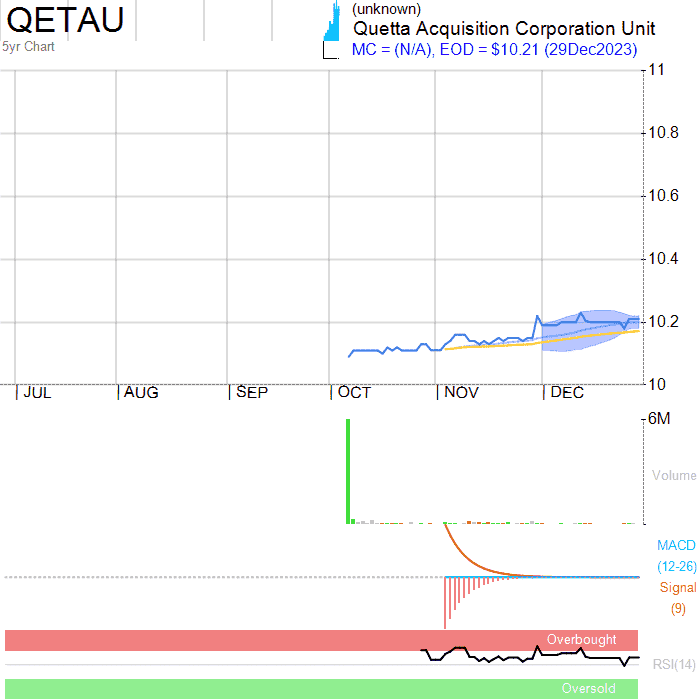 QETAU
5yr Chart
(unknown)
Quetta Acquisition Corporation Unit
MC = (N/A), EOD = $10.21 (29Dec2023)
11
10.8
10.6
10.4
10.2
10
JUL AUG SEP OCT NOV DEC
6M
Volume
MACD
(12-26)
Signal
(9)
Overbought
RSI(14)
Oversold